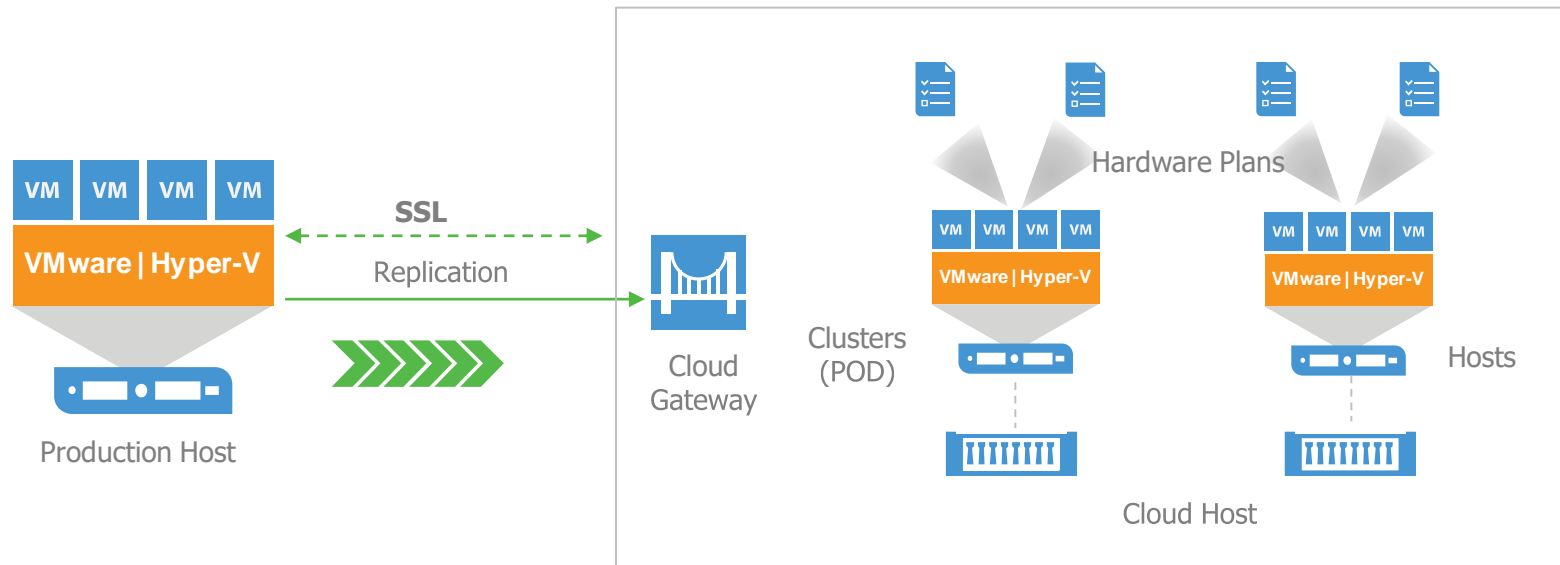 VM VM VM VM
VMware | Hyper-V
Production Host
SSL
Replication
Cloud
Gateway
Hardware Plans
VM VM VM VM
VMware | Hyper-V
VM VM VM VM
VMware | Hyper-V
Clusters
(POD)
Hosts
Cloud Host